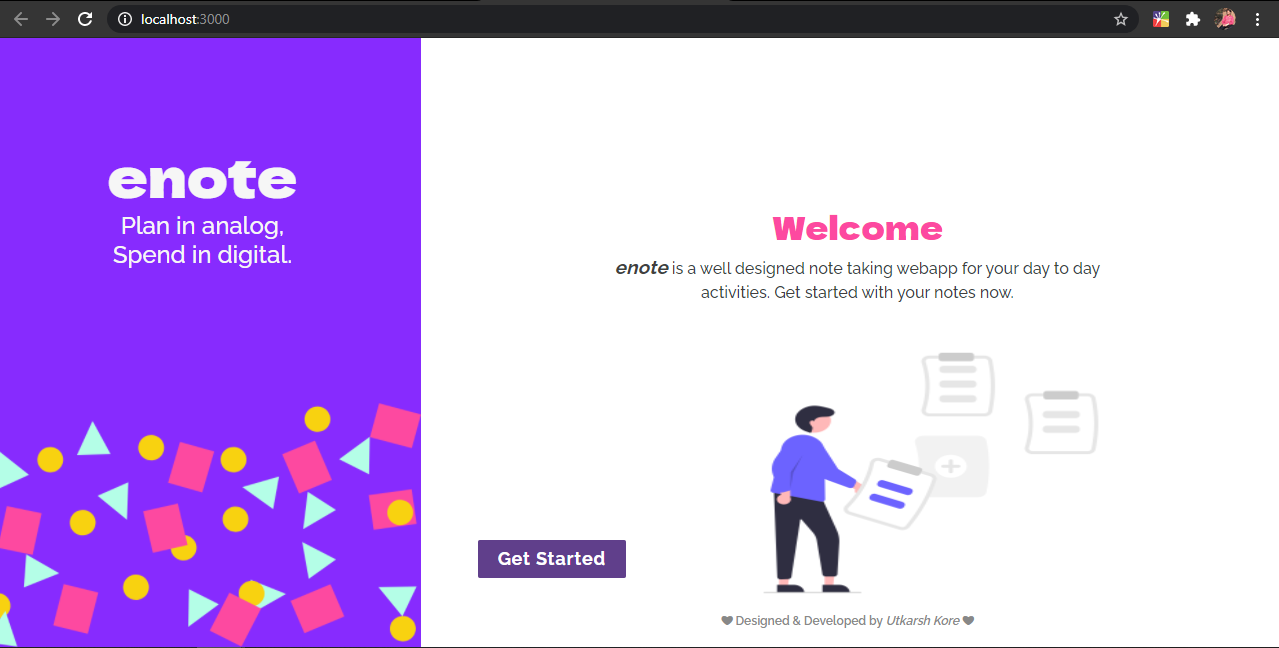 localhost:3000
enote
Plan in analog,
Spend in digital.
Welcome
enote is a well designed note taking webapp for your day to day
activities. Get started with your notes now.
Get Started
Designed & Developed by Utkarsh Kore